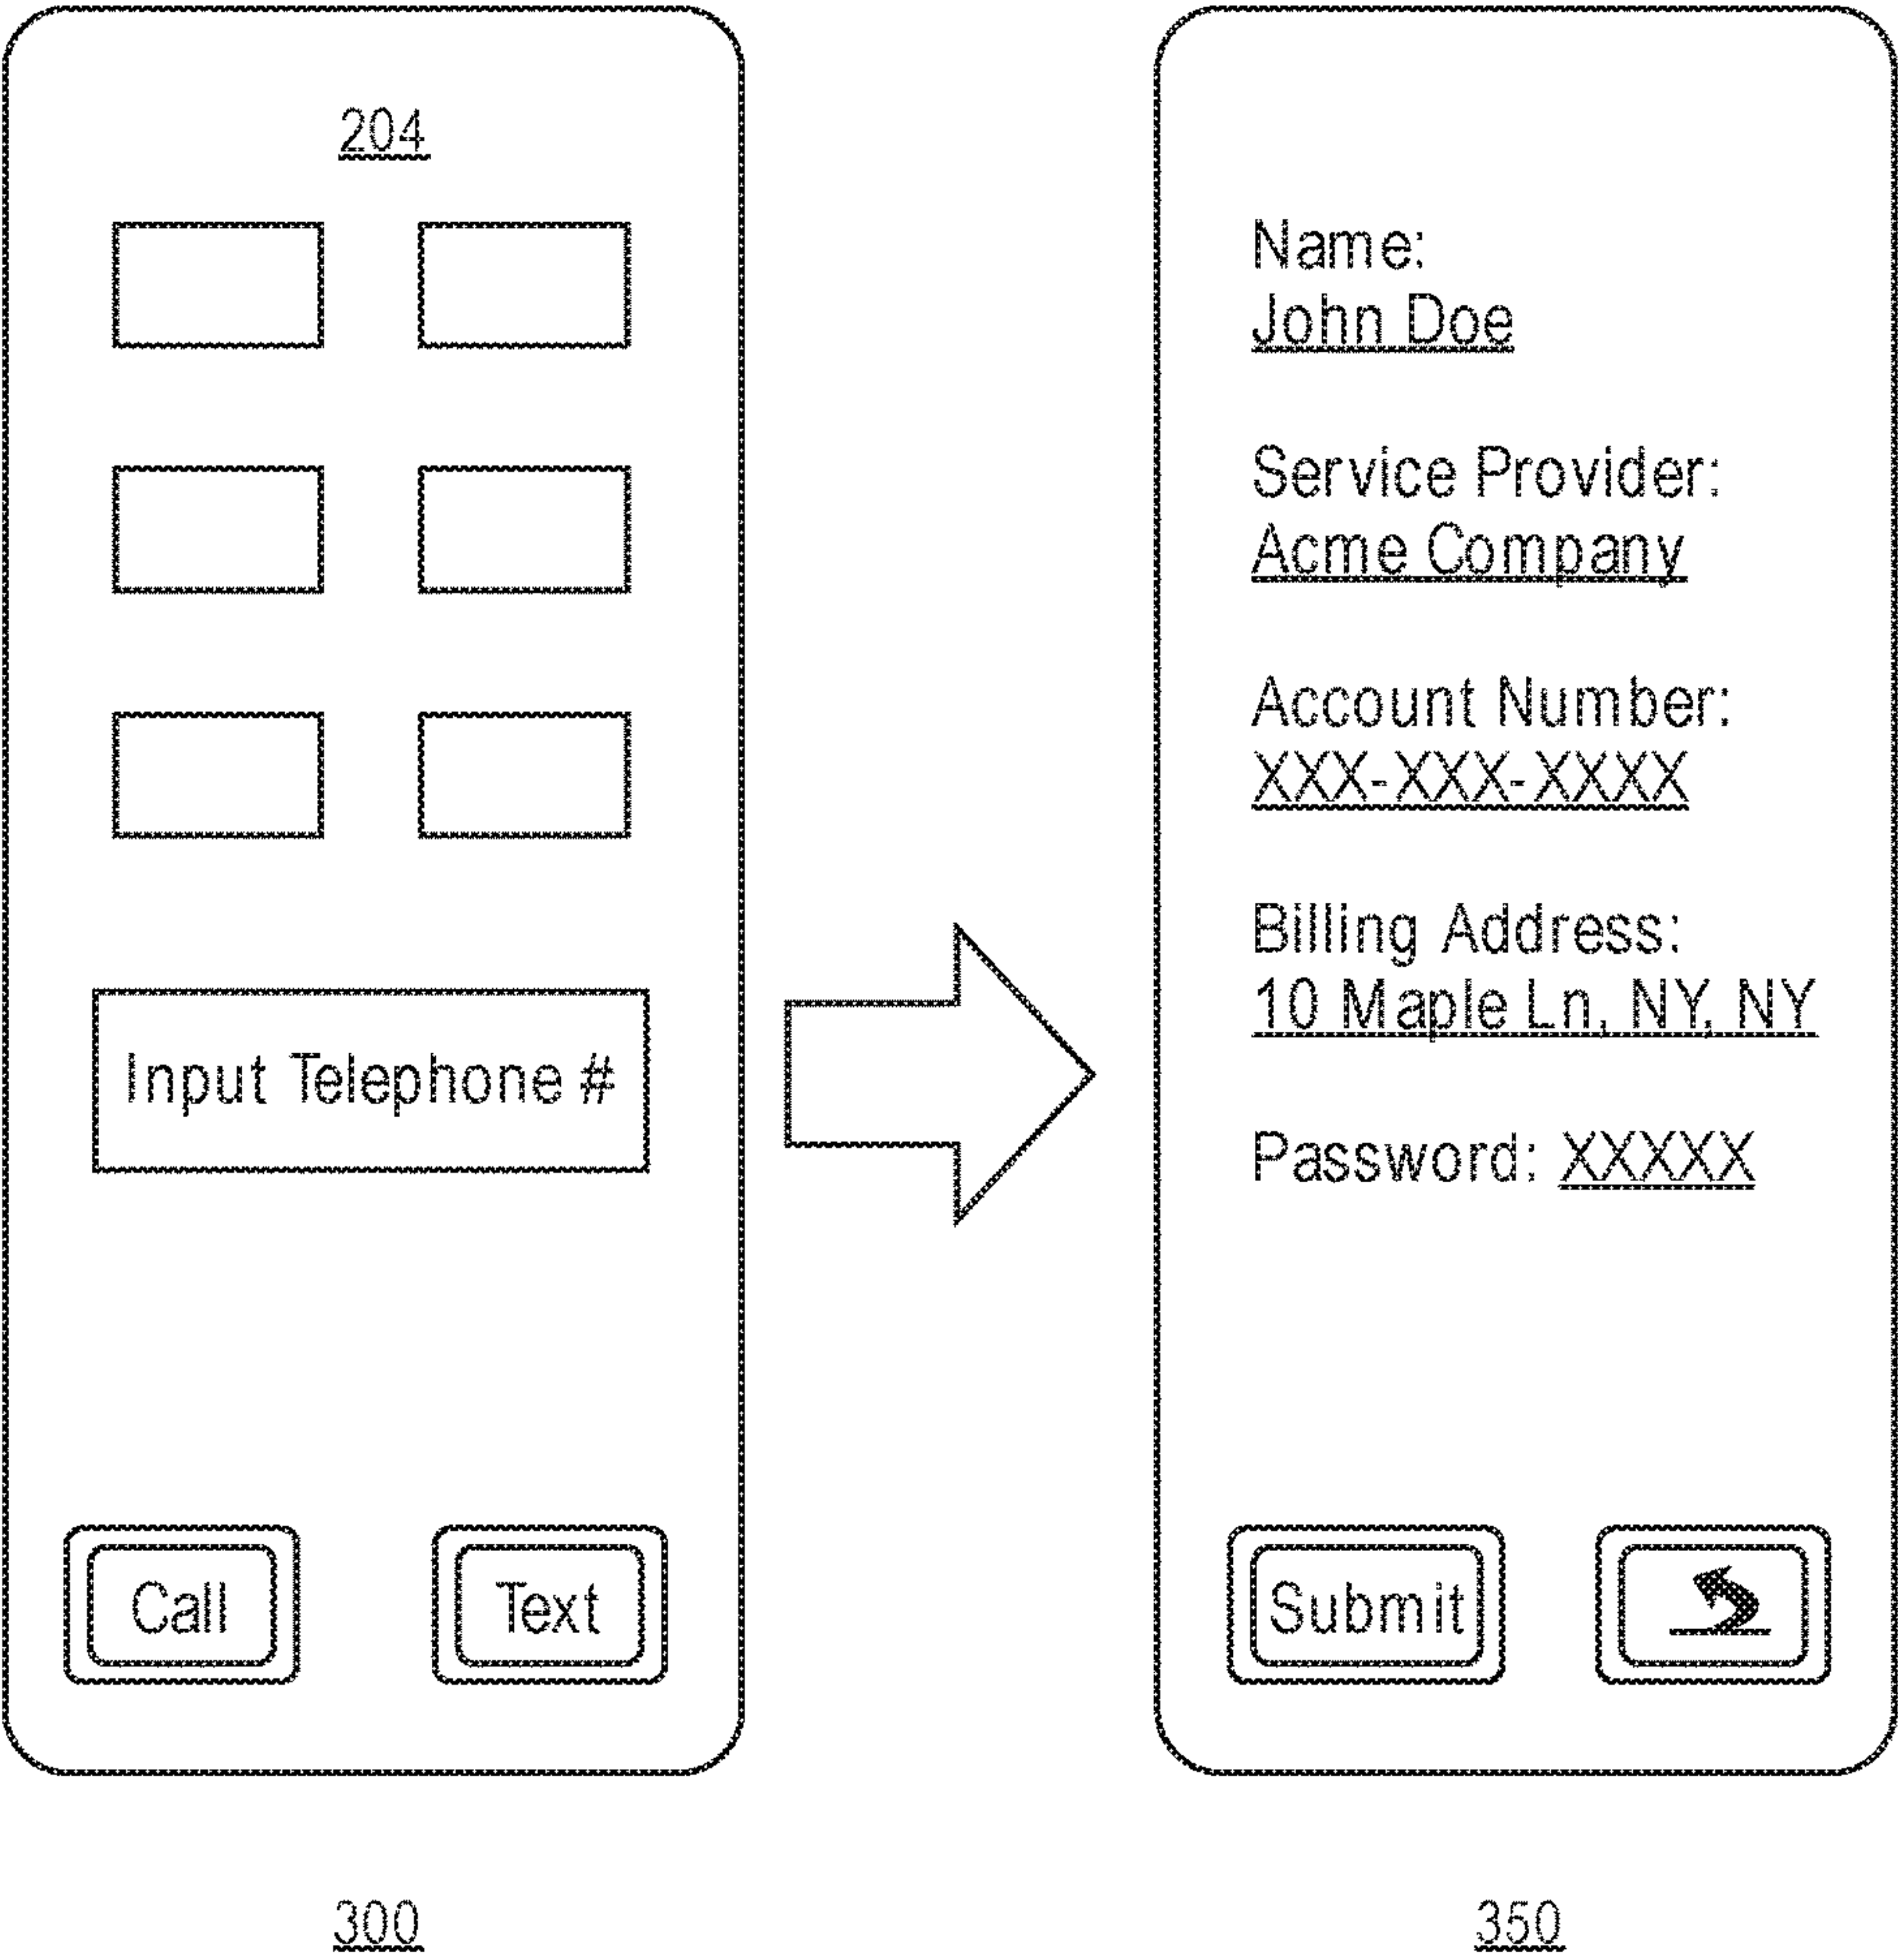 204
Input Telephone #
Call
Text
300
Name:
John Doe
Service Provider:
Acme Company
Account Number:
XXX-XXX-XXXX
Billing Address:
10 Maple Ln, NY, NY
Password: XXXXX
Submit
350